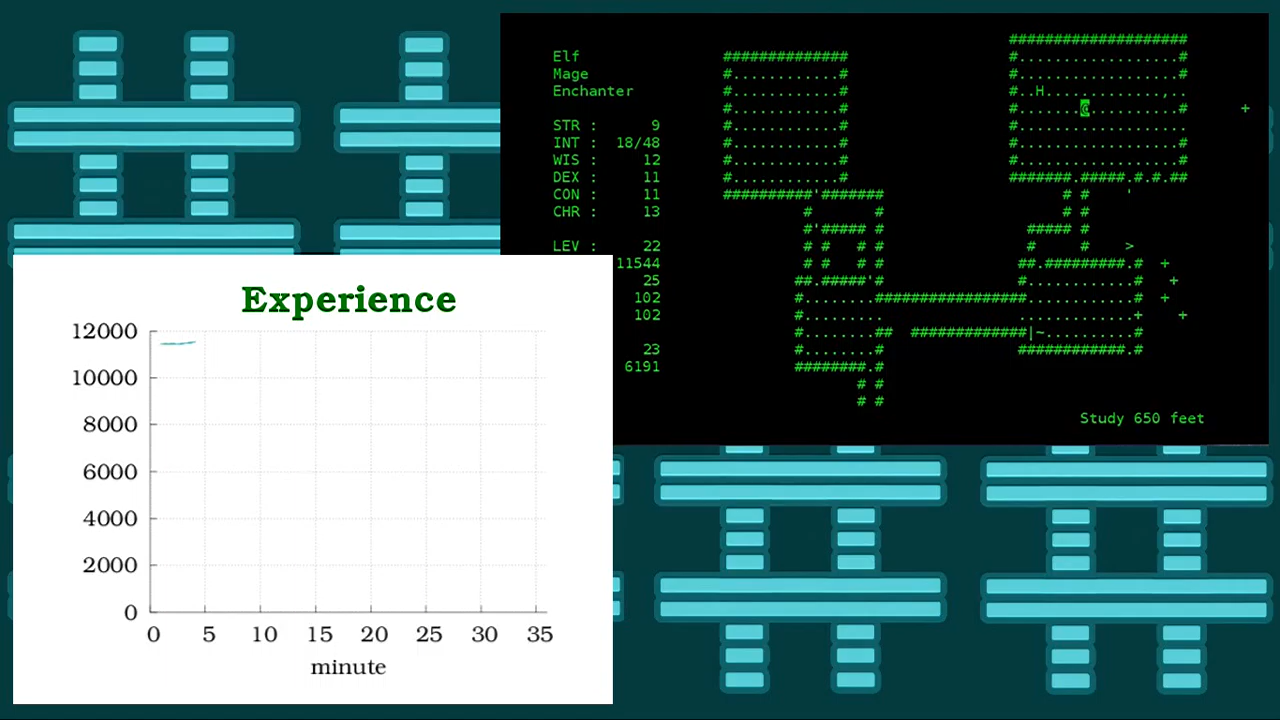 Elf
Mage
Enchanter
STR : 9
INT : 18/48
WIS : 12
DEX : 11
CON : 11
CHR : 13
LEV : 22
11544
25
102
102
23
6191
####################
#..................#
#..................#
#..H.............,..
#.......@..........# +
#...................
#..................#
#..................#
#######.#####.#.#.##
##############
#............#
#............#
#............#
#............#
#............#
#............#
#............#
##########'#######
# #
#'##### #
# # # #
# # # #
##.#####'#
#........#################............#
#.........
#.......## #############|~..........#
#.......#
########.#
# #
# #
# # '
# #
##### #
# # >
##.#########.# +
#............# +
+
.............+ +
############.#
Study 650 feet
Experience
12000
10000
8000
6000
4000
2000
0
0 5 10 15 20 25 30 35
minute